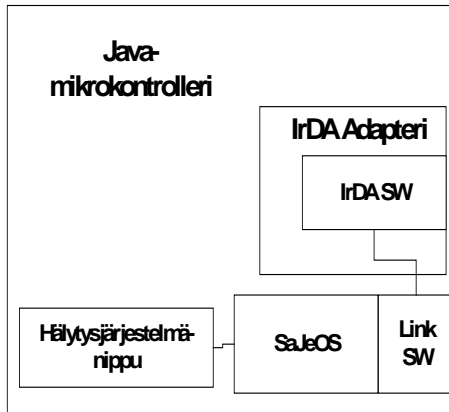 Java-
mikrokontrolleri
IrDA Adapteri
IrDA SW
Hälytysjärjestelmä-
nippu
SaJeOS
Link
SW